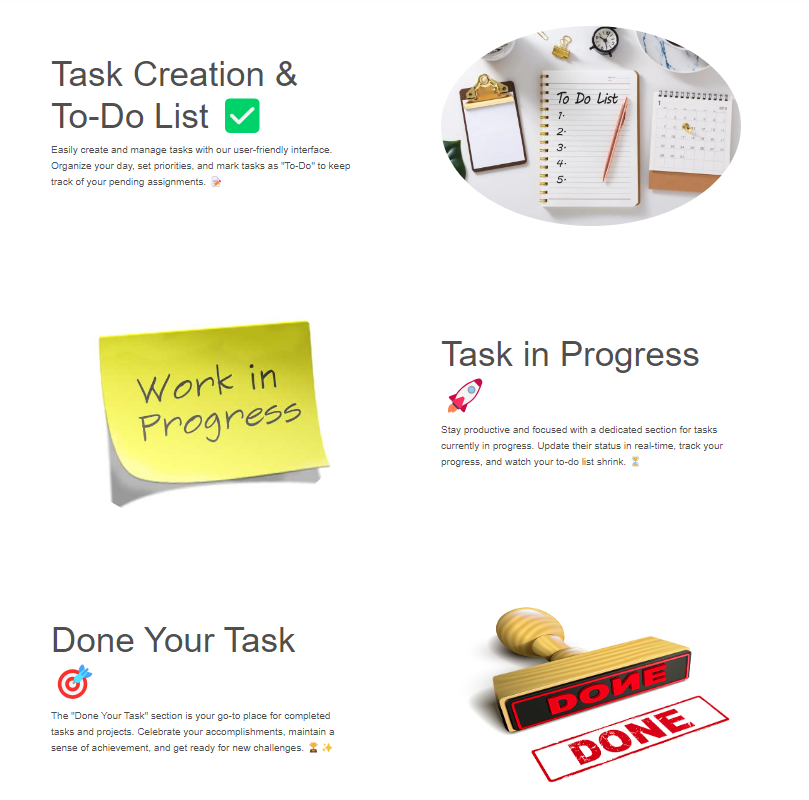 Task Creation &
To-Do List ✅
Easily create and manage tasks with our user-friendly interface.
Organize your day, set priorities, and mark tasks as "To-Do" to keep
track of your pending assignments. 📝
To Do List
1.
2.
3.
4.
5.
Work in
Progress
Task in Progress
🚀
Stay productive and focused with a dedicated section for tasks
currently in progress. Update their status in real-time, track your
progress, and watch your to-do list shrink. ⏳
Done Your Task
🎯
The "Done Your Task" section is your go-to place for completed
tasks and projects. Celebrate your accomplishments, maintain a
sense of achievement, and get ready for new challenges. 🏆✨
DONE
DONE